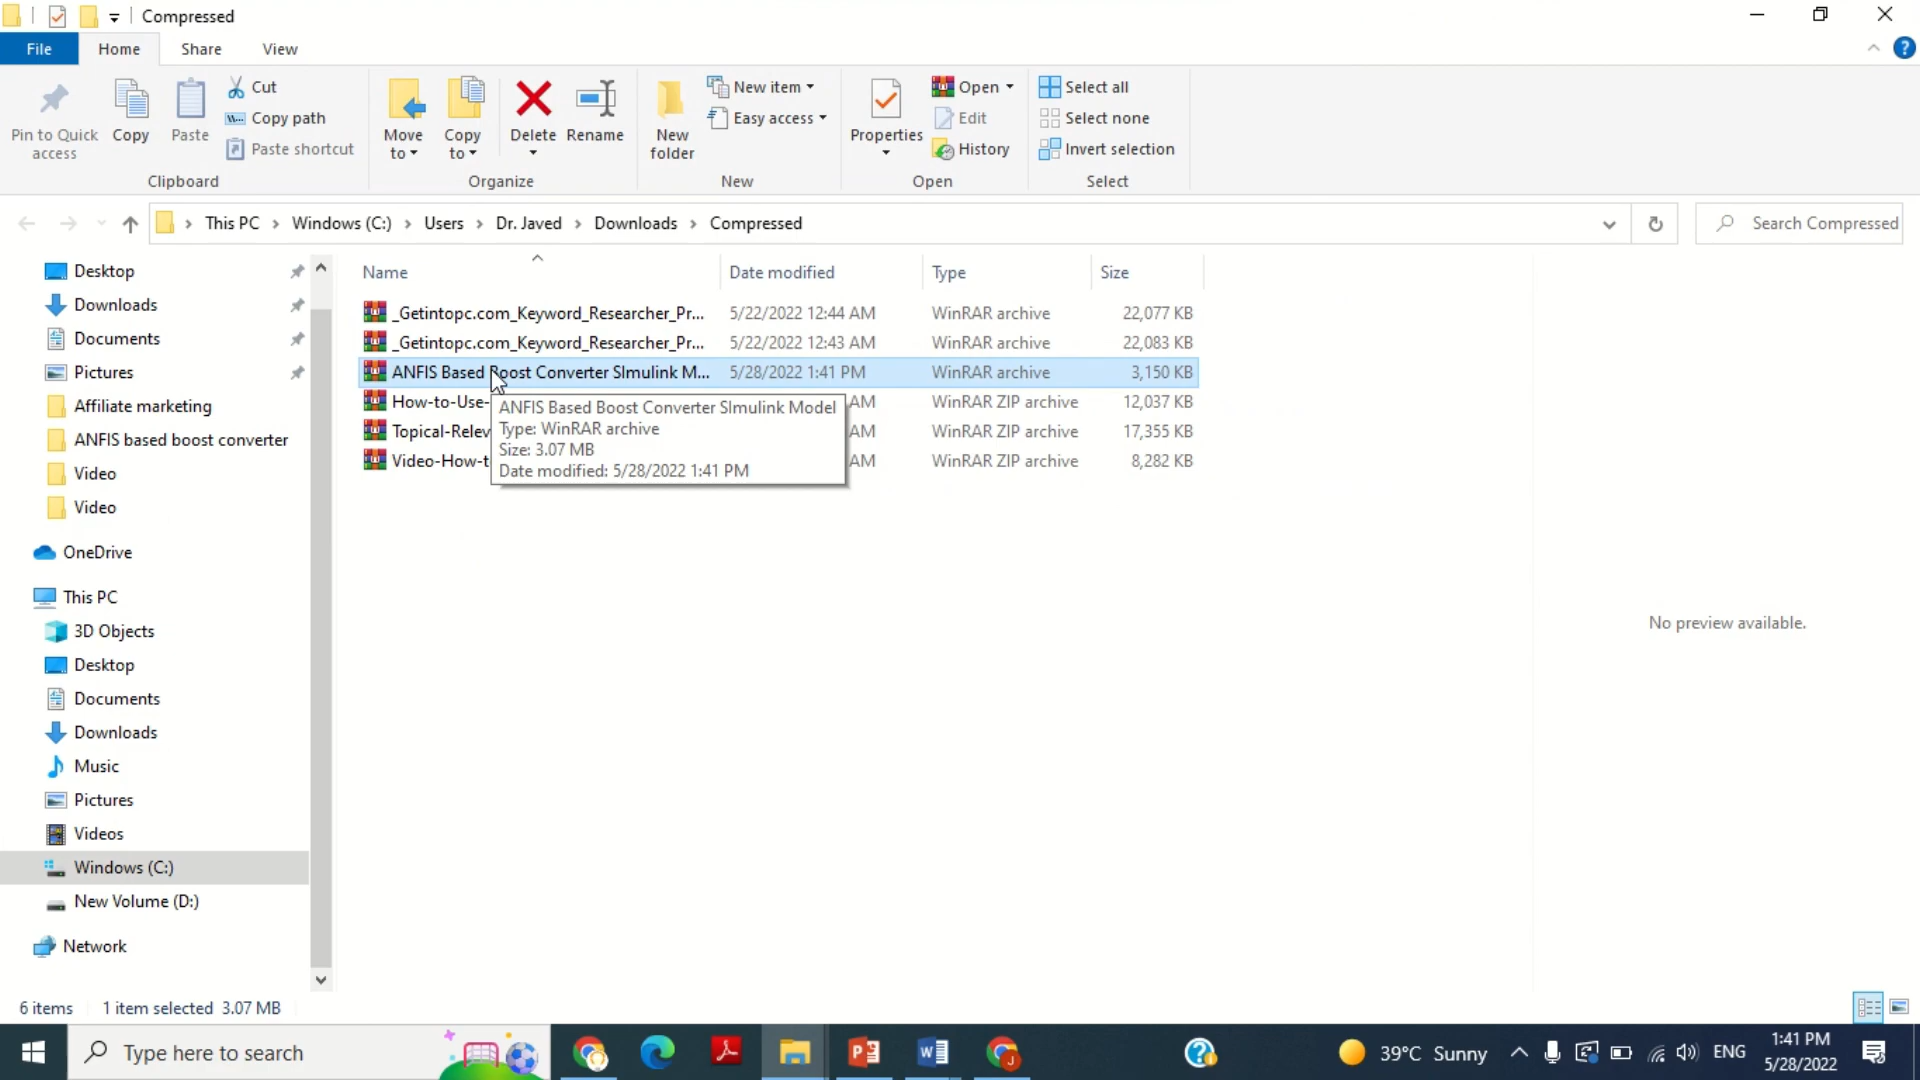 Compressed
File Home Share View
Pin to Quick access
Copy
Paste
Cut
Copy path
Paste shortcut
Clipboard
Move to
Copy to
Delete
Rename
Organize
New folder
New item
Easy access
New
Properties
Open
Edit
History
Open
Select all
Select none
Invert selection
Select
This PC Windows (C:) Users Dr. Javed Downloads Compressed
Search Compressed
Desktop
Downloads
Documents
Pictures
Affiliate marketing
ANFIS based boost converter
Video
Video
OneDrive
This PC
3D Objects
Desktop
Documents
Downloads
Music
Pictures
Videos
Windows (C:)
New Volume (D:)
Network
Name Date modified Type Size
_Getintopc.com_Keyword_Researcher_Pr... 5/22/2022 12:44 AM WinRAR archive 22,077 KB
_Getintopc.com_Keyword_Researcher_Pr... 5/22/2022 12:43 AM WinRAR archive 22,083 KB
ANFIS Based Boost Converter SImulink M... 5/28/2022 1:41 PM WinRAR archive 3,150 KB
How-to-Use- AM WinRAR ZIP archive 12,037 KB
Topical-Relev AM WinRAR ZIP archive 17,355 KB
Video-How-t AM WinRAR ZIP archive 8,282 KB
ANFIS Based Boost Converter SImulink Model
Type: WinRAR archive
Size: 3.07 MB
Date modified: 5/28/2022 1:41 PM
No preview available.
6 items 1 item selected 3.07 MB
Type here to search
39°C Sunny
ENG
1:41 PM
5/28/2022